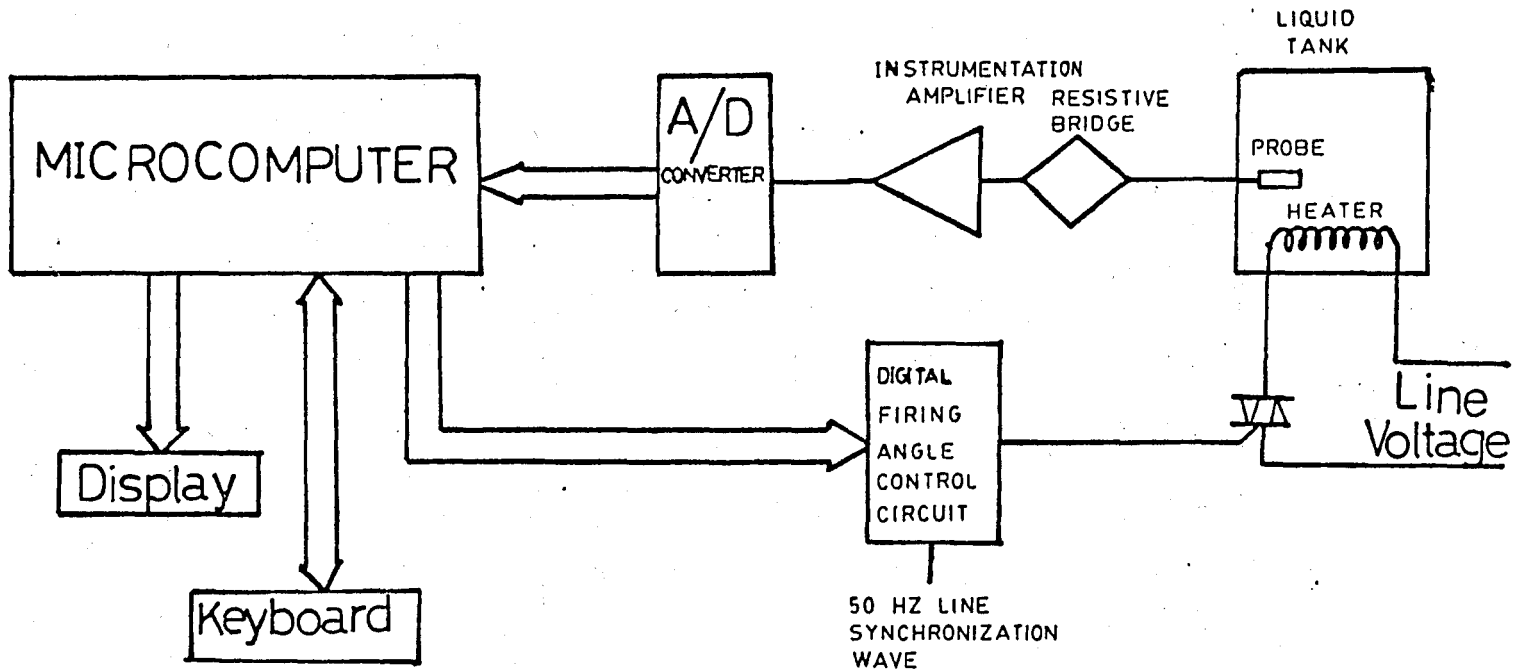 LIQUID
TANK
INSTRUMENTATION
AMPLIFIER
RESISTIVE
BRIDGE
A/D
CONVERTER
MICROCOMPUTER
PROBE
HEATER
DIGITAL
FIRING
ANGLE
CONTROL
CIRCUIT
Line
Voltage
Display
Keyboard
50 HZ LINE
SYNCHRONIZATION
WAVE